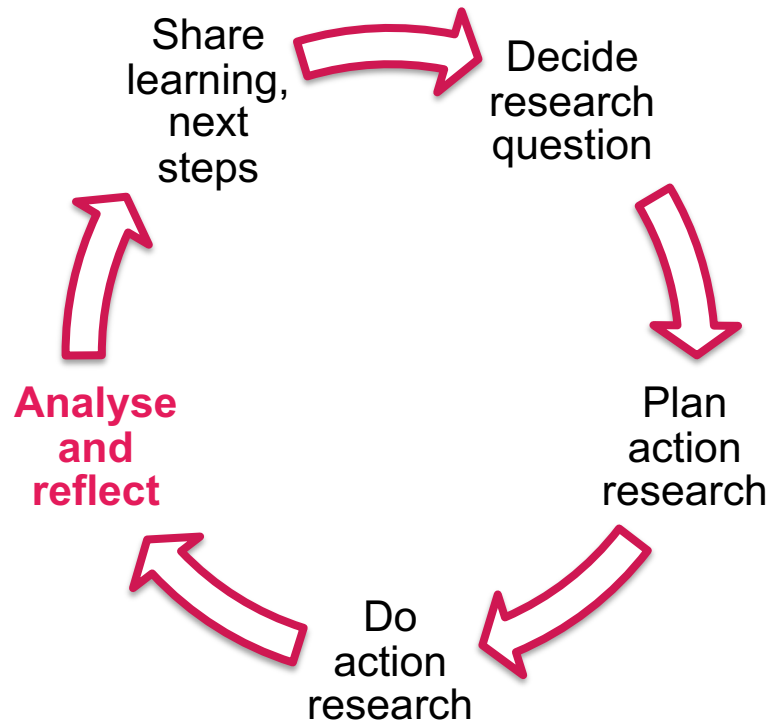 Share
learning,
next
steps
Decide
research
question
Plan
action
research
Do
action
research
Analyse
and
reflect